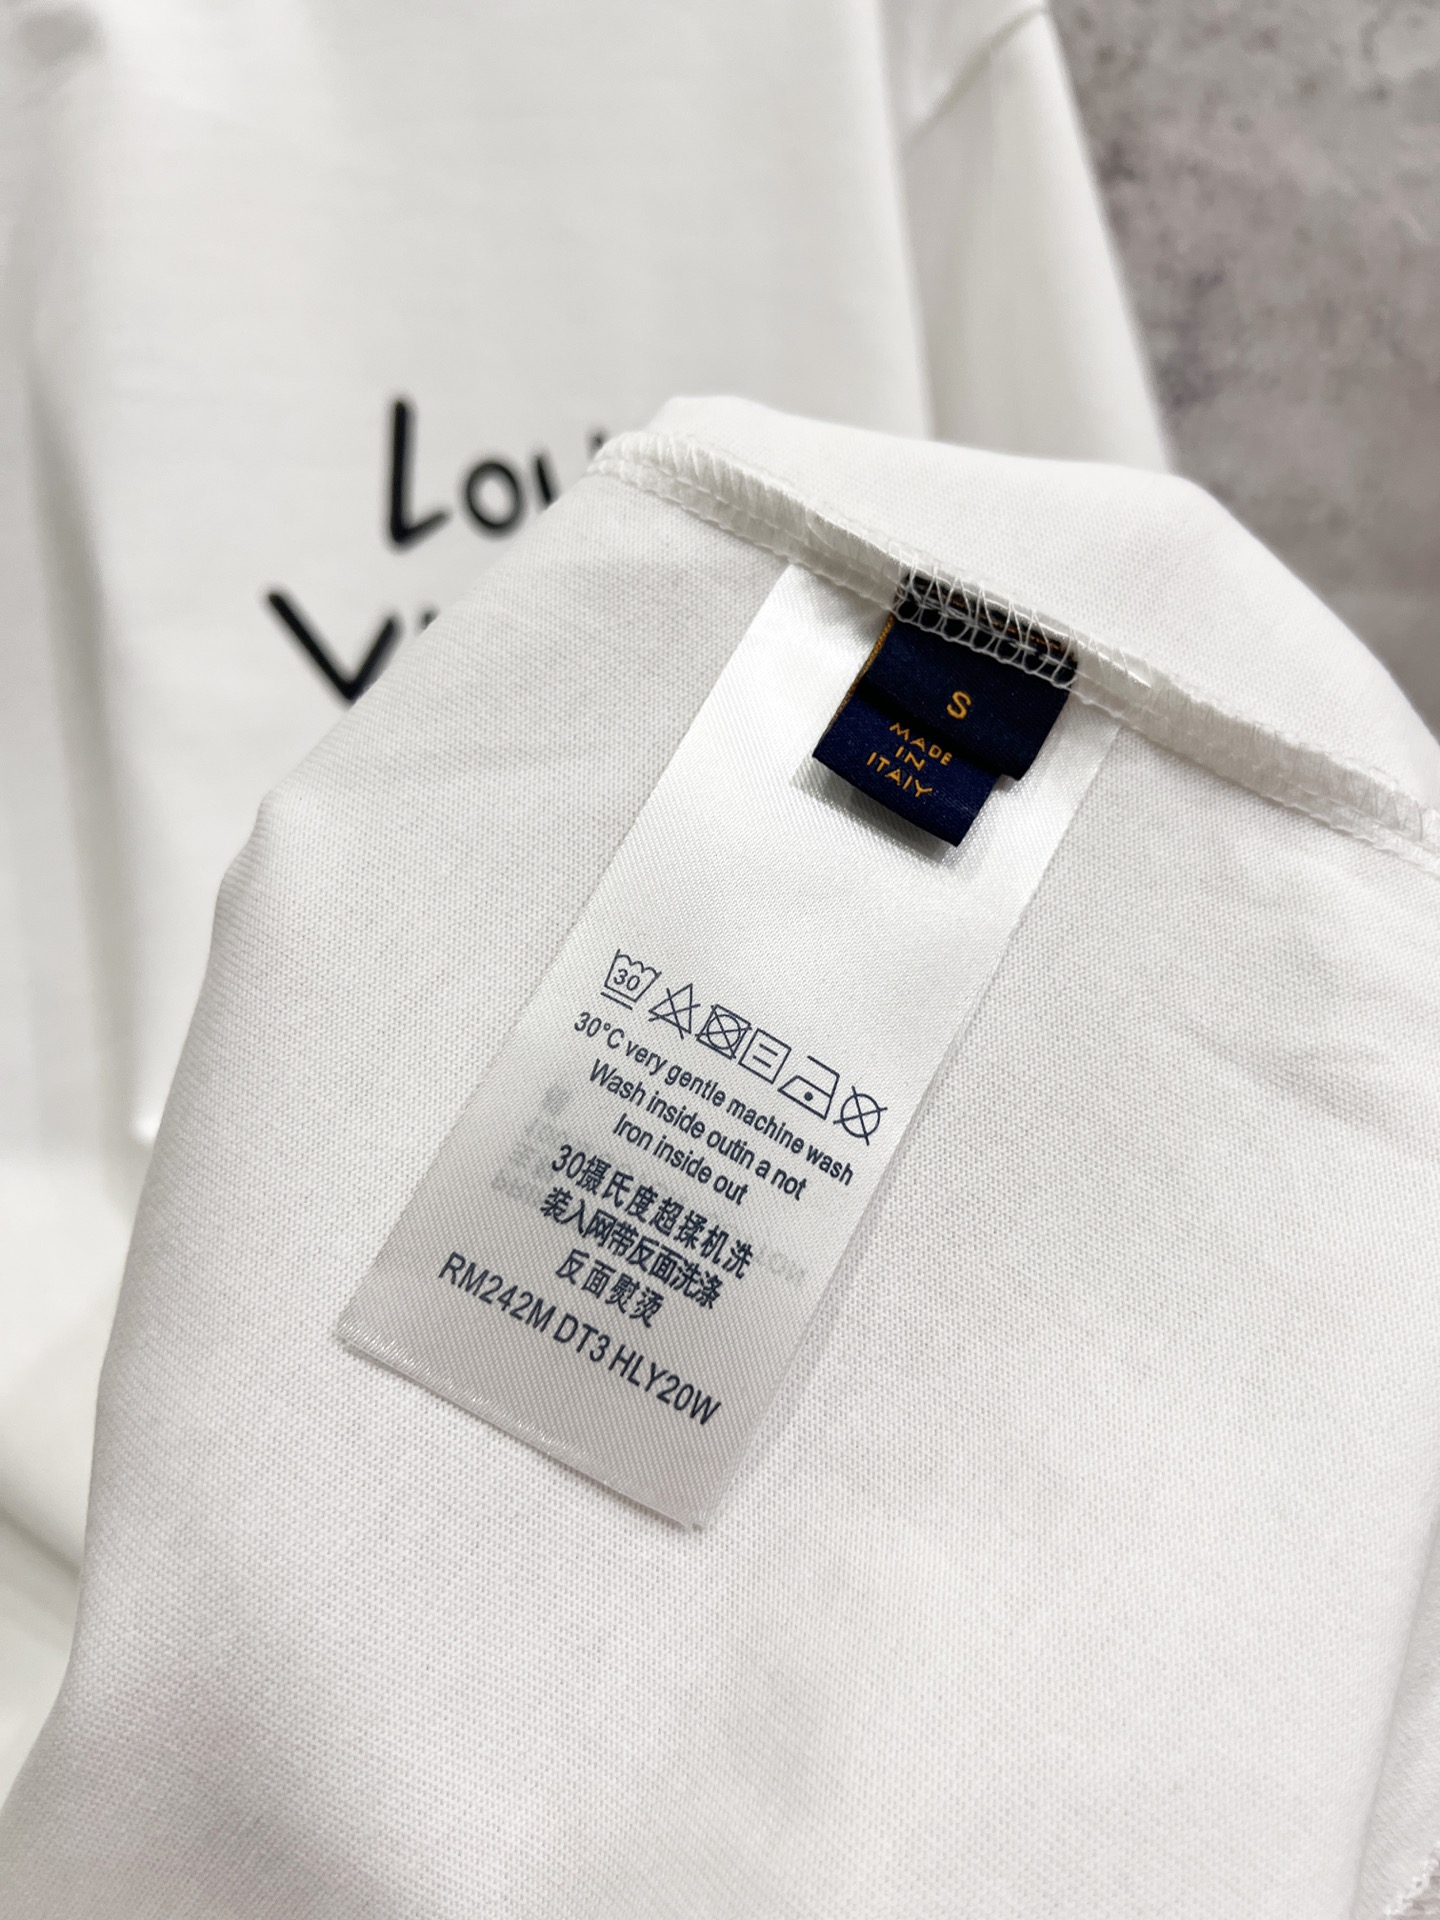 Lou
S
MADE
IN
ITAIY
30
30°C very gentle machine wash
Wash inside outin a not
Iron inside out
30摄氏度超揉机洗
装入网带反面洗涤
反面熨烫
RM242M DT3 HLY20W